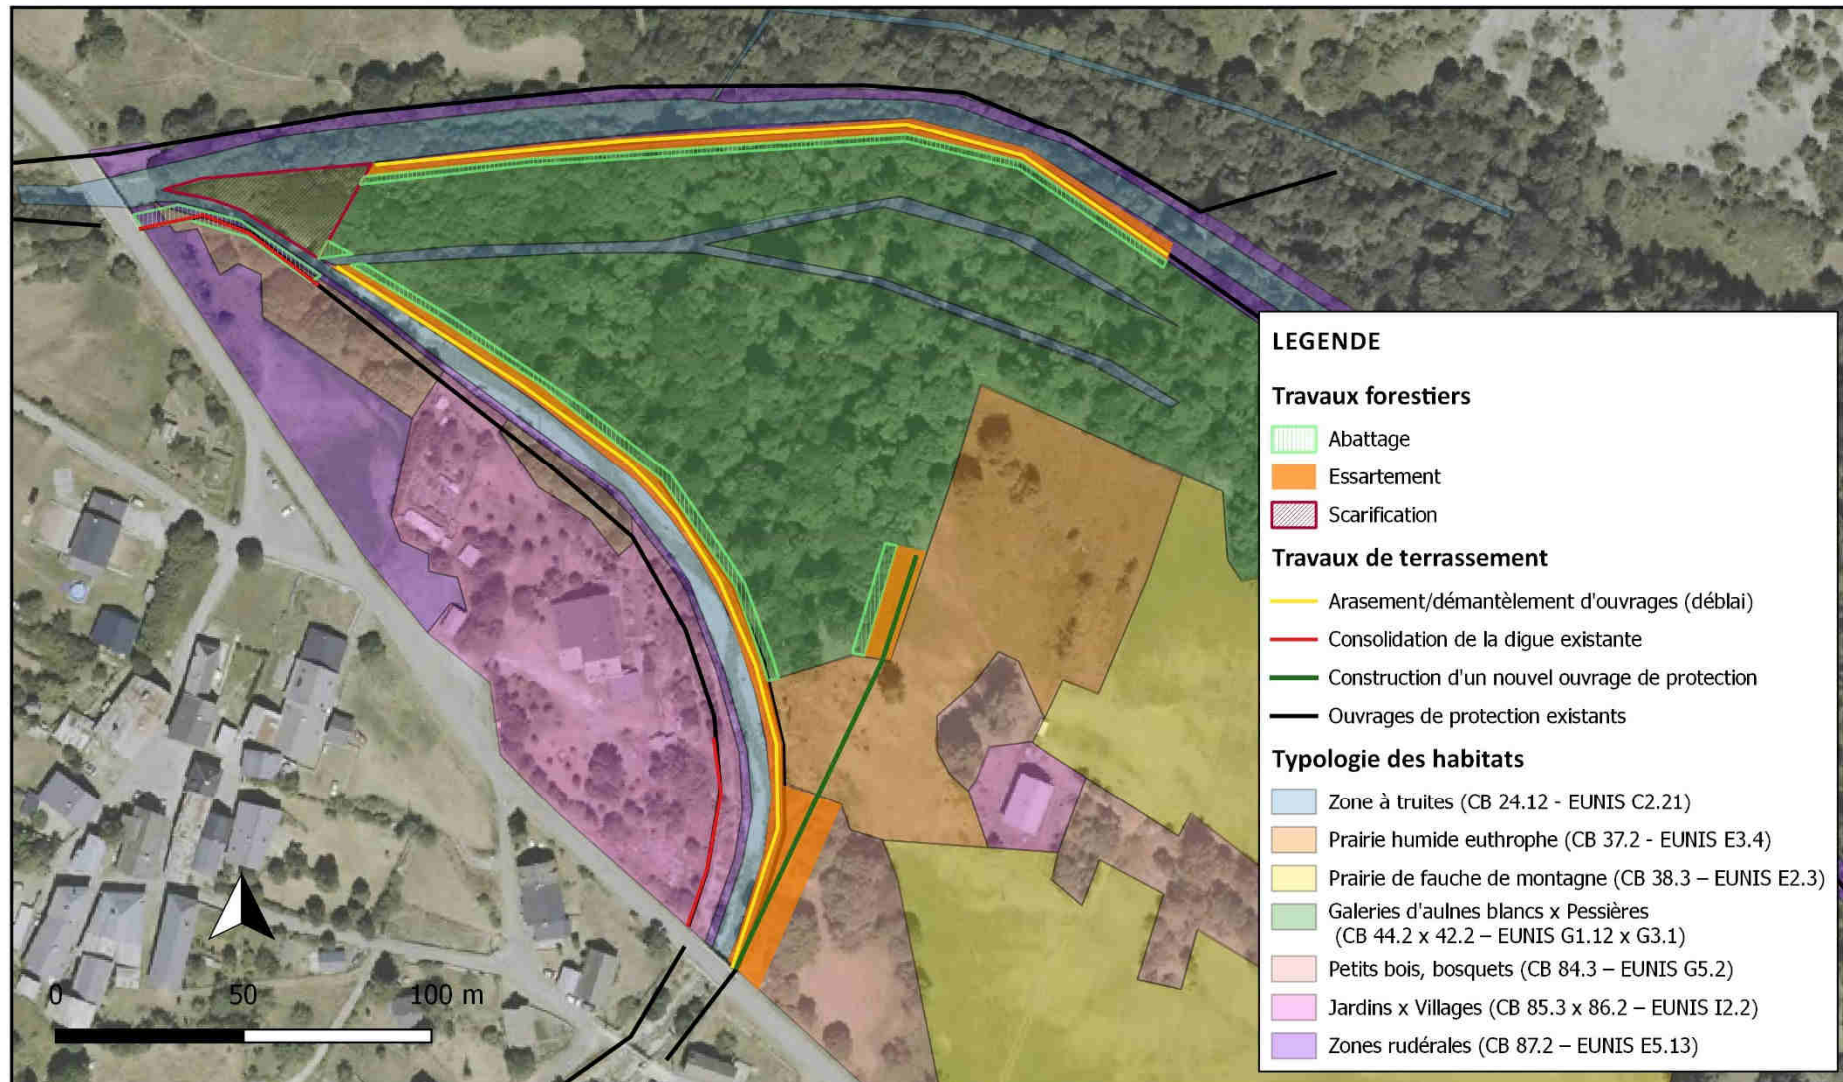 LEGENDE
Travaux forestiers
Abattage
Essartement
Scarification
Travaux de terrassement
Arasement/démantèlement d'ouvrages (déblai)
Consolidation de la digue existante
Construction d'un nouvel ouvrage de protection
Ouvrages de protection existants
Typologie des habitats
Zone à truites (CB 24.12 - EUNIS C2.21)
Prairie humide euthrophe (CB 37.2 - EUNIS E3.4)
Prairie de fauche de montagne (CB 38.3 – EUNIS E2.3)
Galeries d'aulnes blancs x Pessières
(CB 44.2 x 42.2 – EUNIS G1.12 x G3.1)
Petits bois, bosquets (CB 84.3 – EUNIS G5.2)
Jardins x Villages (CB 85.3 x 86.2 – EUNIS I2.2)
Zones rudérales (CB 87.2 – EUNIS E5.13)
0 50 100 m